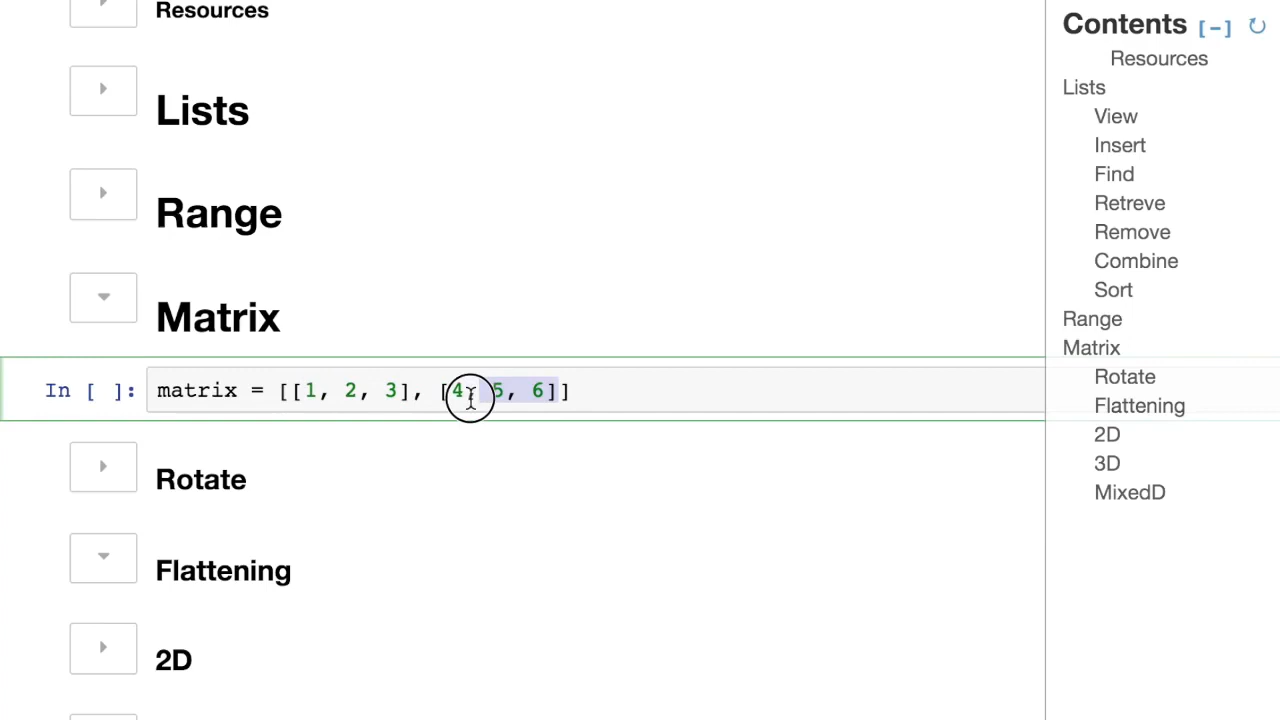 Resources
Lists
Range
Matrix
In [ ]: matrix = [[1, 2, 3], [4, 5, 6]]
Rotate
Flattening
2D
Contents [-] ↻
Resources
Lists
View
Insert
Find
Retreve
Remove
Combine
Sort
Range
Matrix
Rotate
Flattening
2D
3D
MixedD